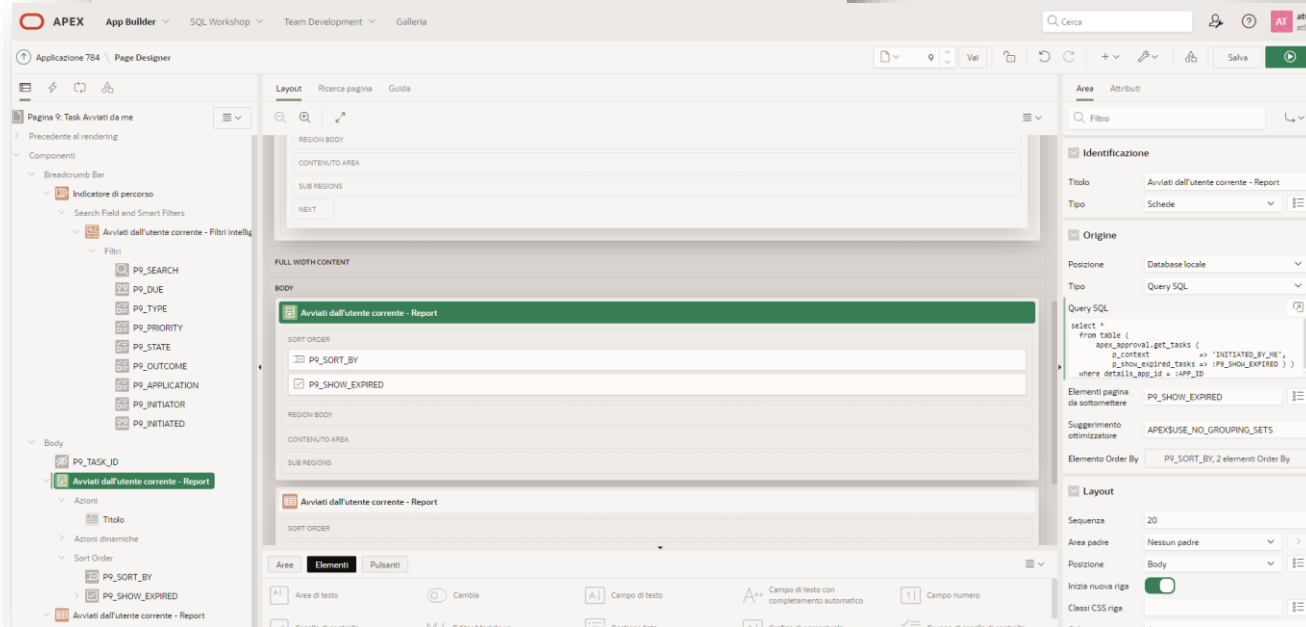 APEX App Builder SQL Workshop Team Development Galleria Cerca AT
Applicazione 784 \ Page Designer 9 Vai Salva
Layout Ricerca pagina Guida Area Attributi
Pagina 9: Task Avviati da me
Filtro
Precedente al rendering
Componenti
Breadcrumb Bar
Indicatore di percorso
Search Field and Smart Filters
Avviati dall'utente corrente - Filtri intellig
Filtri
P9_SEARCH
P9_DUE
P9_TYPE
P9_PRIORITY
P9_STATE
P9_OUTCOME
P9_APPLICATION
P9_INITIATOR
P9_INITIATED
Body
P9_TASK_ID
Avviati dall'utente corrente - Report
Azioni
Titolo
Azioni dinamiche
Sort Order
P9_SORT_BY
P9_SHOW_EXPIRED
Avviati dall'utente corrente - Report
REGION BODY
CONTENUTO AREA
SUB REGIONS
NEXT
FULL WIDTH CONTENT
BODY
Avviati dall'utente corrente - Report
SORT ORDER
P9_SORT_BY
P9_SHOW_EXPIRED
REGION BODY
CONTENUTO AREA
SUB REGIONS
Avviati dall'utente corrente - Report
SORT ORDER
Aree Elementi Pulsanti
Area di testo Cambia Campo di testo Campo di testo con completamento automatico Campo numero
Identificazione
Titolo Avviati dall'utente corrente - Report
Tipo Schede
Origine
Posizione Database locale
Tipo Query SQL
Query SQL
select *
from table (
apex_approval.get_tasks (
p_context => 'INITIATED_BY_ME',
p_show_expired_tasks => :P9_SHOW_EXPIRED ) )
where details_app_id = :APP_ID
Elementi pagina da sottomettere P9_SHOW_EXPIRED
Suggerimento ottimizzatore APEX$USE_NO_GROUPING_SETS
Elemento Order By P9_SORT_BY, 2 elementi Order By
Layout
Sequenza 20
Area padre Nessun padre
Posizione Body
Inizia nuova riga
Classi CSS riga